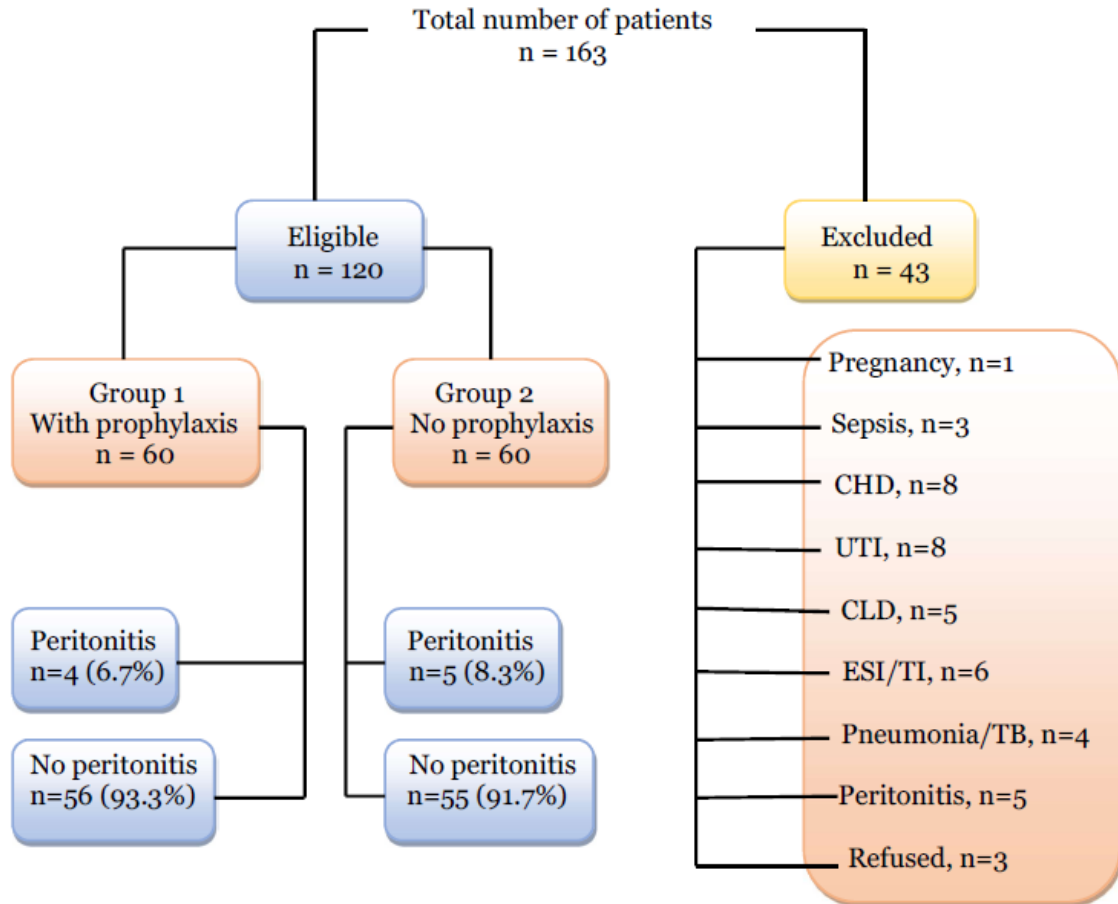 Total number of patients
n = 163
Eligible
n = 120
Excluded
n = 43
Group 1
With prophylaxis
n = 60
Group 2
No prophylaxis
n = 60
Peritonitis
n=4 (6.7%)
No peritonitis
n=56 (93.3%)
Peritonitis
n=5 (8.3%)
No peritonitis
n=55 (91.7%)
Pregnancy, n=1
Sepsis, n=3
CHD, n=8
UTI, n=8
CLD, n=5
ESI/TI, n=6
Pneumonia/TB, n=4
Peritonitis, n=5
Refused, n=3